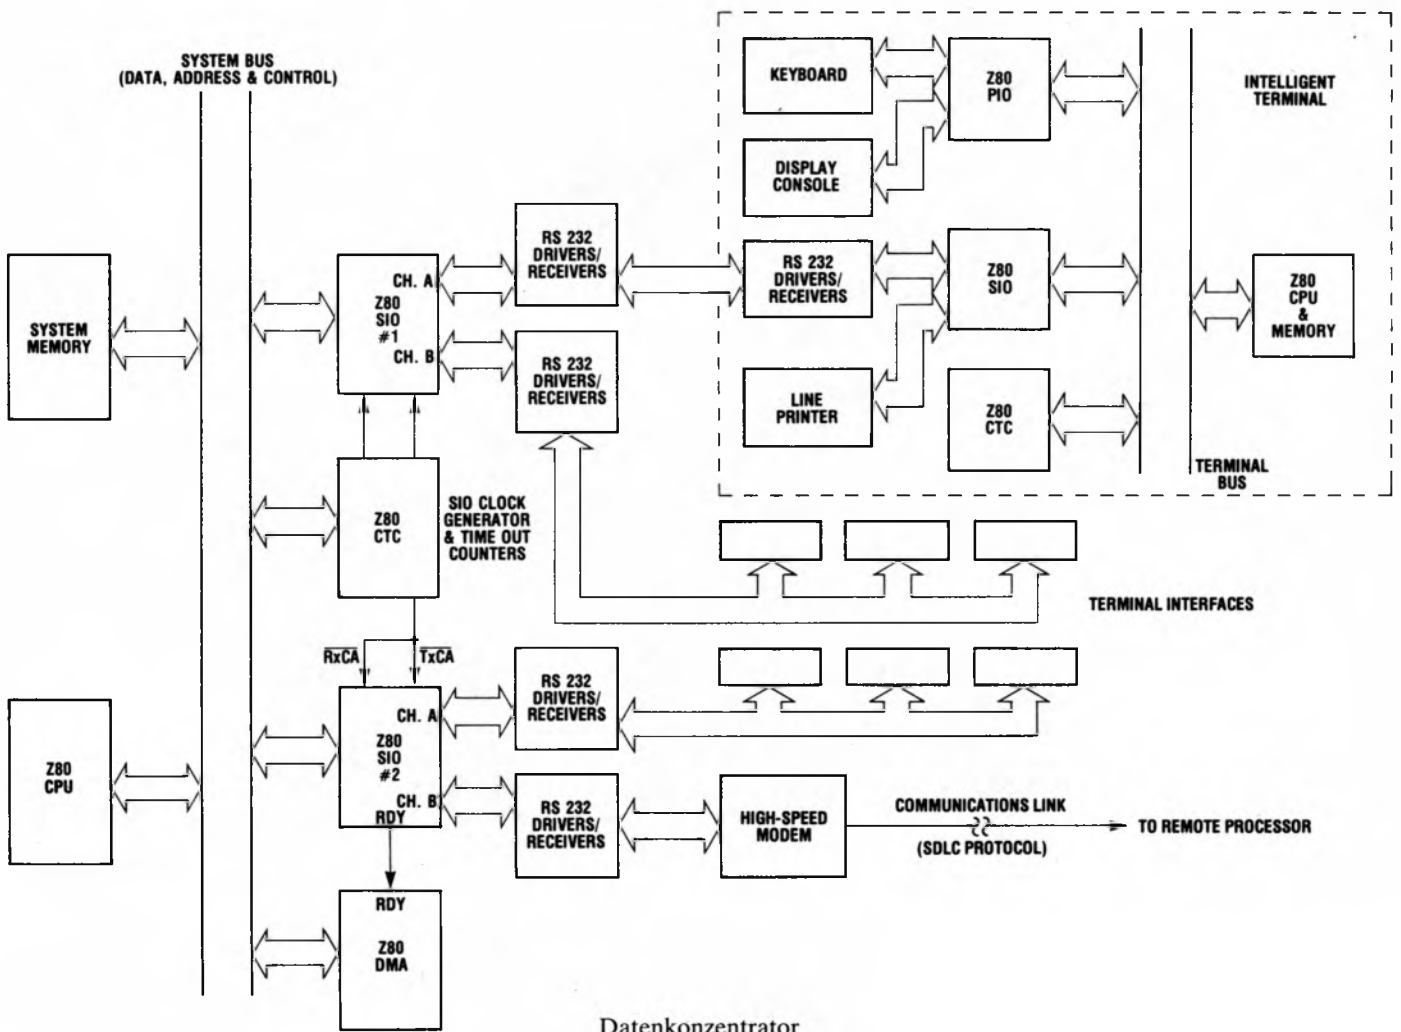 SYSTEM BUS
(DATA, ADDRESS & CONTROL)
SYSTEM
MEMORY
Z80
CPU
CH. A
Z80
SIO
#1
CH. B
Z80
CTC
SIO CLOCK
GENERATOR
& TIME OUT
COUNTERS
RxCA
TxCA
CH. A
Z80
SIO
#2
CH. B
RDY
RDY
Z80
DMA
RS 232
DRIVERS/
RECEIVERS
RS 232
DRIVERS/
RECEIVERS
RS 232
DRIVERS/
RECEIVERS
RS 232
DRIVERS/
RECEIVERS
KEYBOARD
Z80
PIO
DISPLAY
CONSOLE
RS 232
DRIVERS/
RECEIVERS
Z80
SIO
LINE
PRINTER
Z80
CTC
INTELLIGENT
TERMINAL
Z80
CPU
&
MEMORY
TERMINAL
BUS
TERMINAL INTERFACES
HIGH-SPEED
MODEM
COMMUNICATIONS LINK
(SDLC PROTOCOL)
TO REMOTE PROCESSOR
Datenkonzentrator